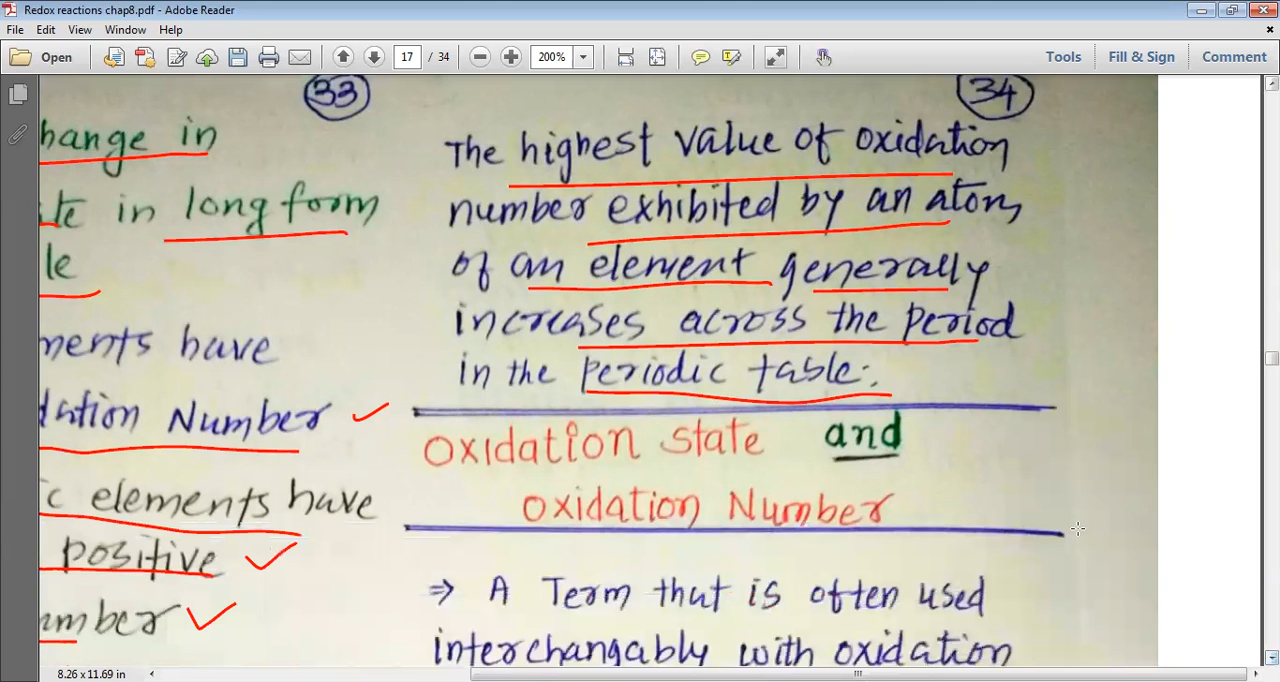 Redox reactions chap8.pdf - Adobe Reader
File Edit View Window Help
Open 17 / 34 200% Tools Fill & Sign Comment
33
hange in
te in long form
le
ments have
dation Number
c elements have
positive
mber
34
The highest value of oxidation
number exhibited by an atom
of an element generally
increases across the period
in the periodic table.
Oxidation state and
Oxidation Number
⇒ A Term that is often used
interchangably with oxidation
8.26 x 11.69 in